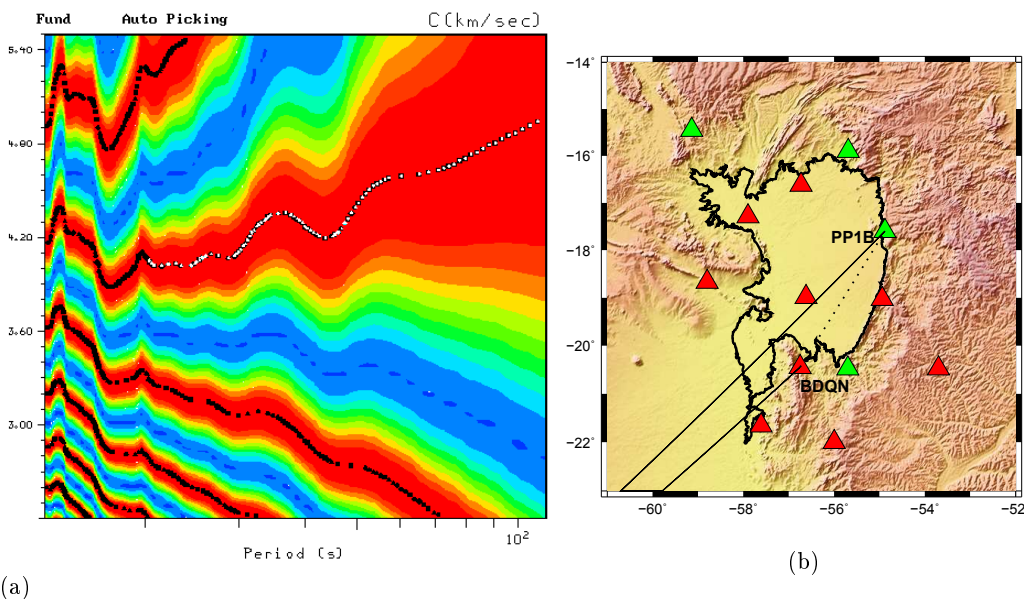 Fund Auto Picking C(km/sec)
5.40
4.80
4.20
3.60
3.00
10²
Period (s)
(a)
−14°
−16°
−18°
−20°
−22°
PP1B
BDQN
−60° −58° −56° −54° −52
(b)